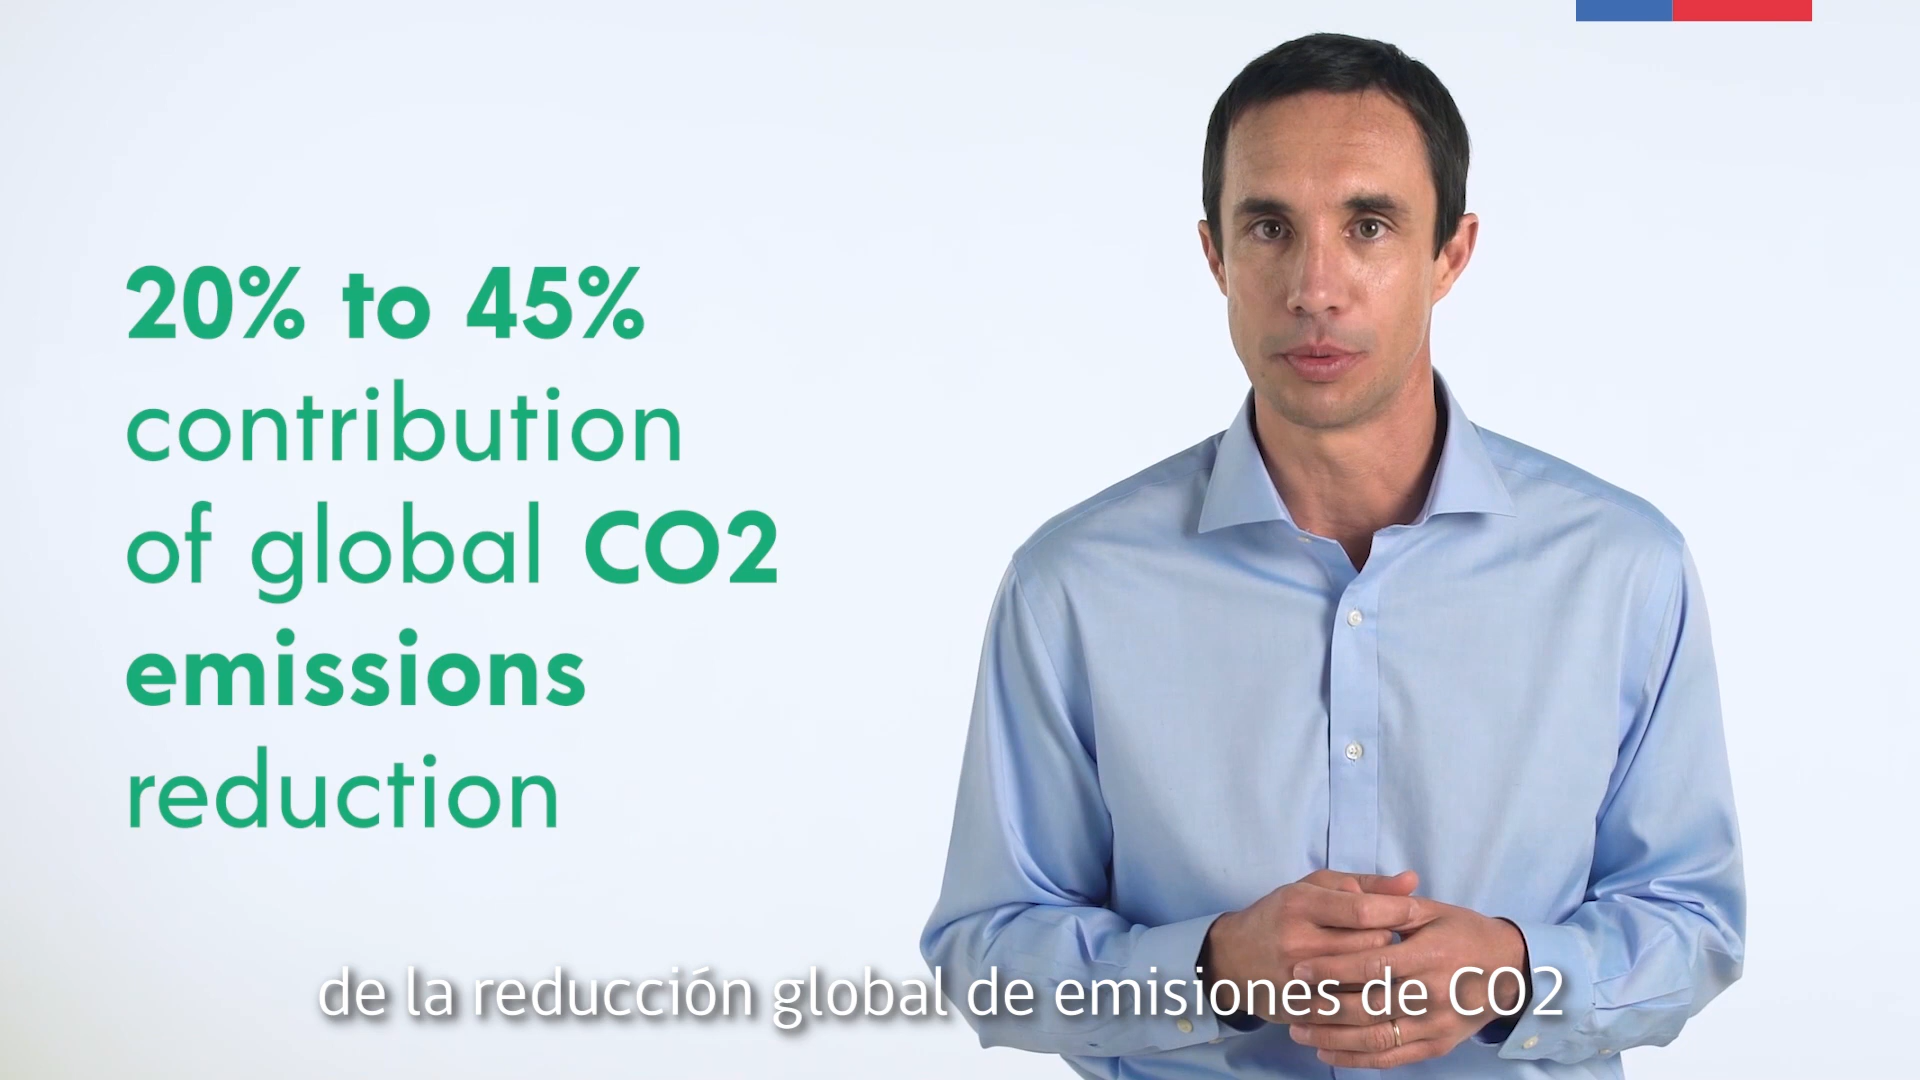 20% to 45%
contribution
of global CO2
emissions
reduction
de la reducción global de emisiones de CO2